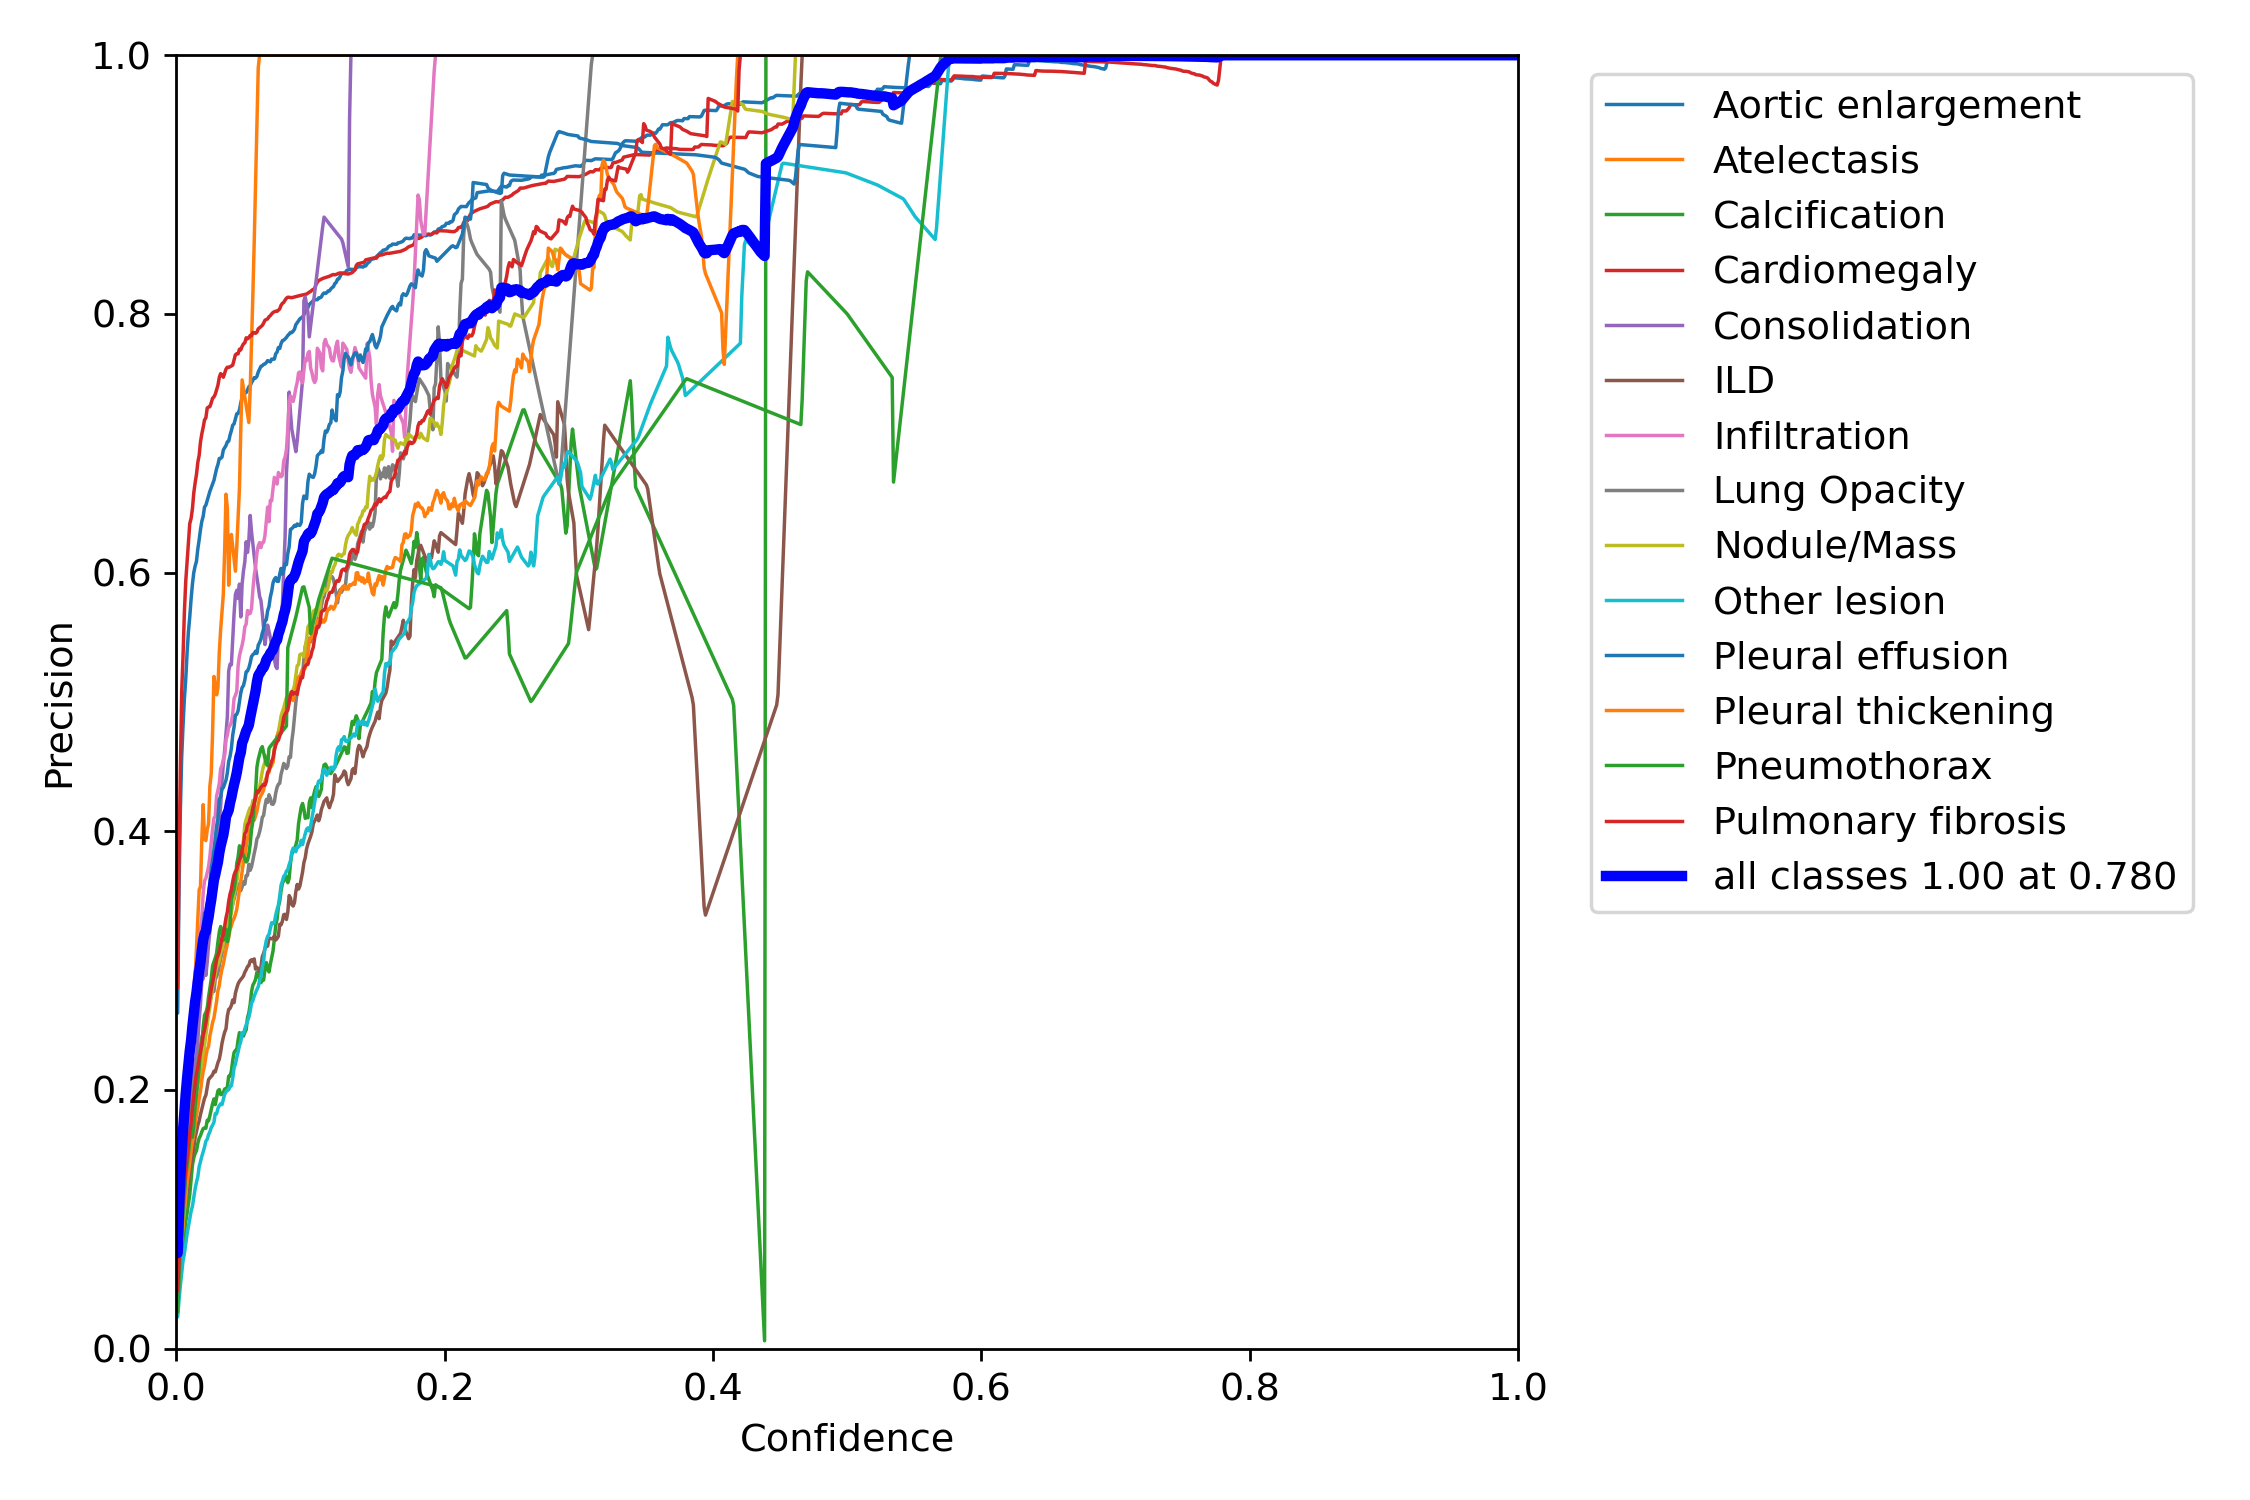 1.0
0.8
0.6
0.4
0.2
0.0
0.0 0.2 0.4 0.6 0.8 1.0
Precision
Confidence
Aortic enlargement
Atelectasis
Calcification
Cardiomegaly
Consolidation
ILD
Infiltration
Lung Opacity
Nodule/Mass
Other lesion
Pleural effusion
Pleural thickening
Pneumothorax
Pulmonary fibrosis
all classes 1.00 at 0.780